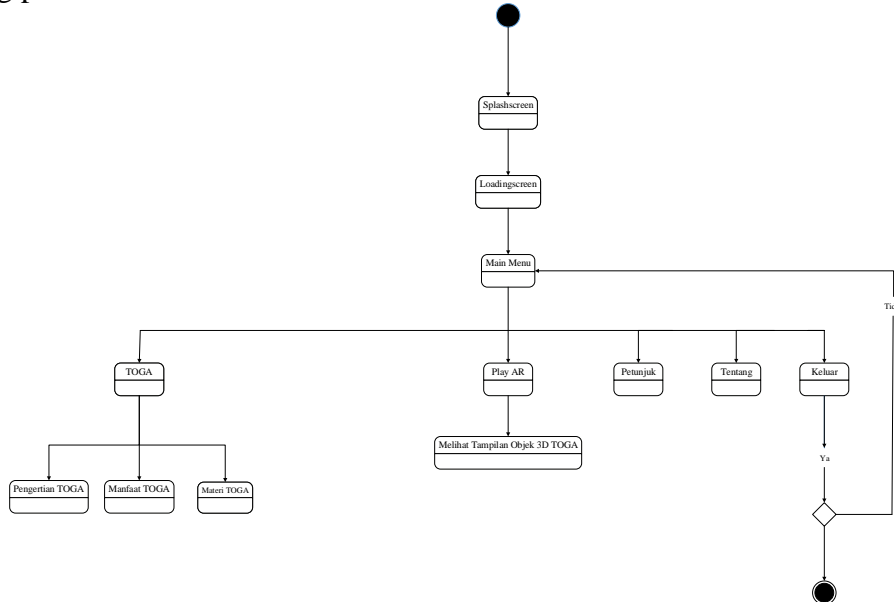 Splashscreen
Loadingscreen
Main Menu
TOGA
Play AR
Petunjuk
Tentang
Keluar
Melihat Tampilan Objek 3D TOGA
Ya
Pengertian TOGA
Manfaat TOGA
Materi TOGA